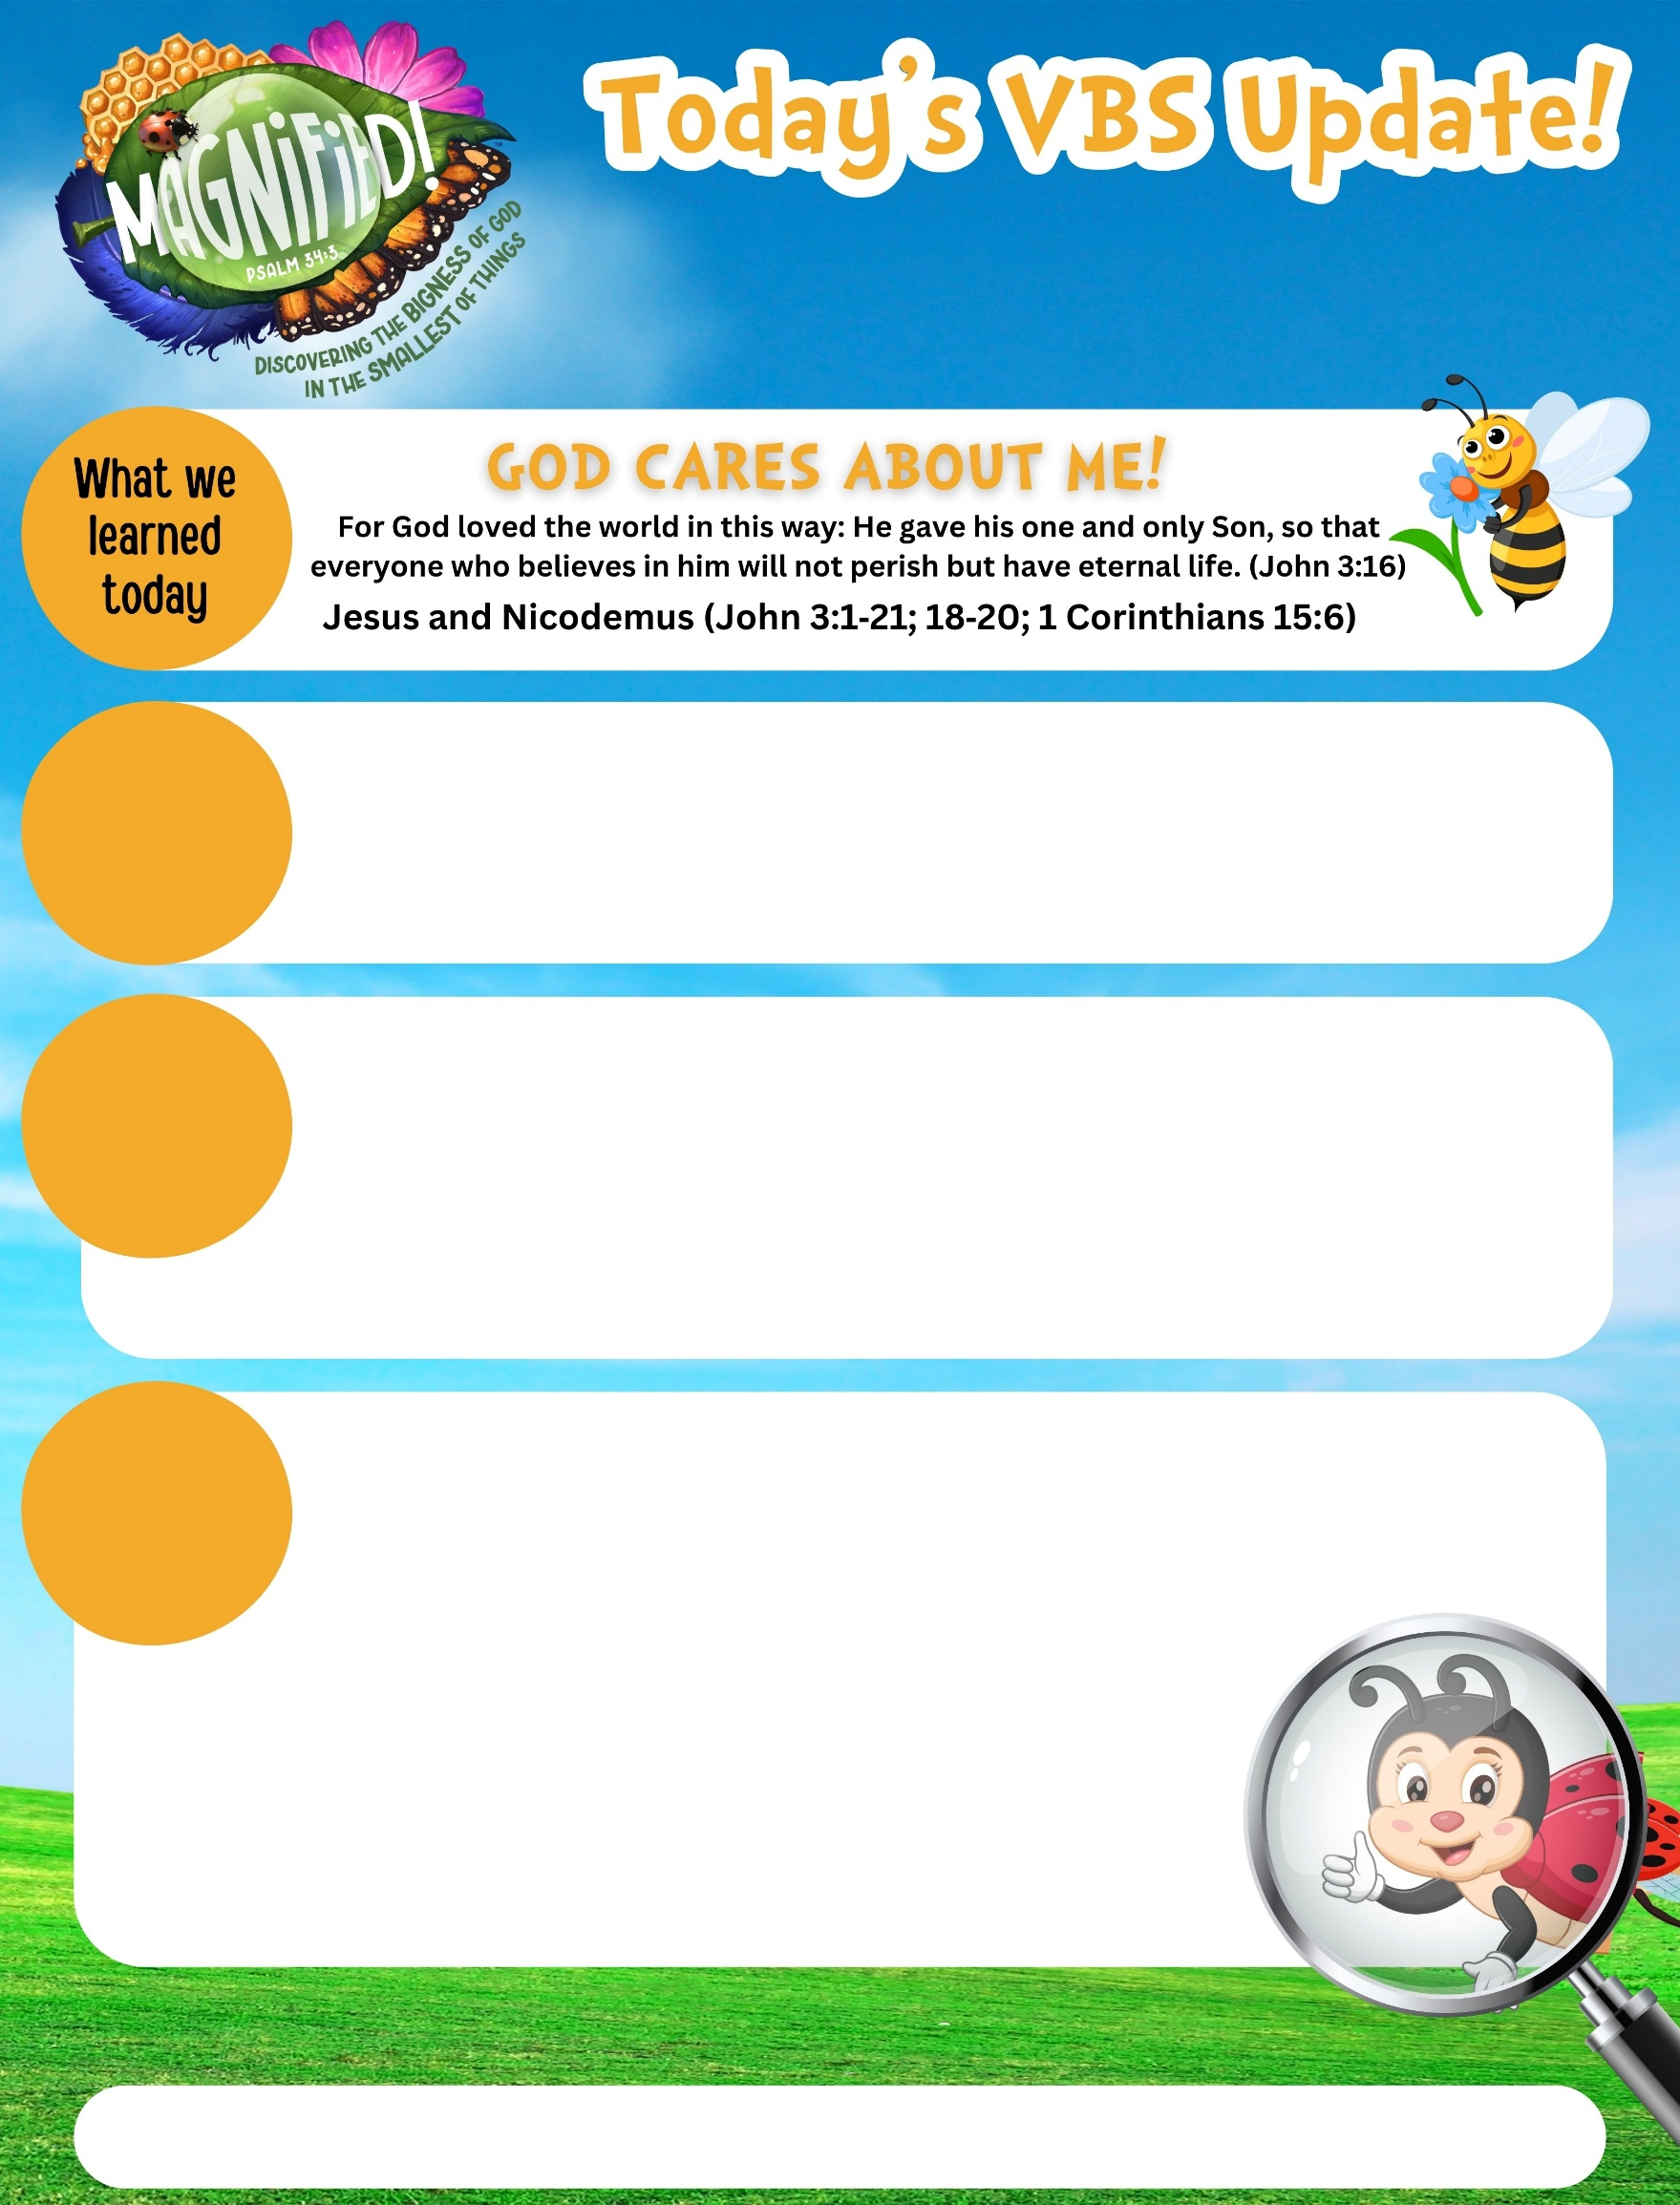 Today's VBS Update!
MAGNiFiED!
™
PSALM 34:3
DISCOVERING THE BIGNESS OF GOD
IN THE SMALLEST OF THINGS
What we
learned
today
GOD CARES ABOUT ME!
For God loved the world in this way: He gave his one and only Son, so that
everyone who believes in him will not perish but have eternal life. (John 3:16)
Jesus and Nicodemus (John 3:1-21; 18-20; 1 Corinthians 15:6)